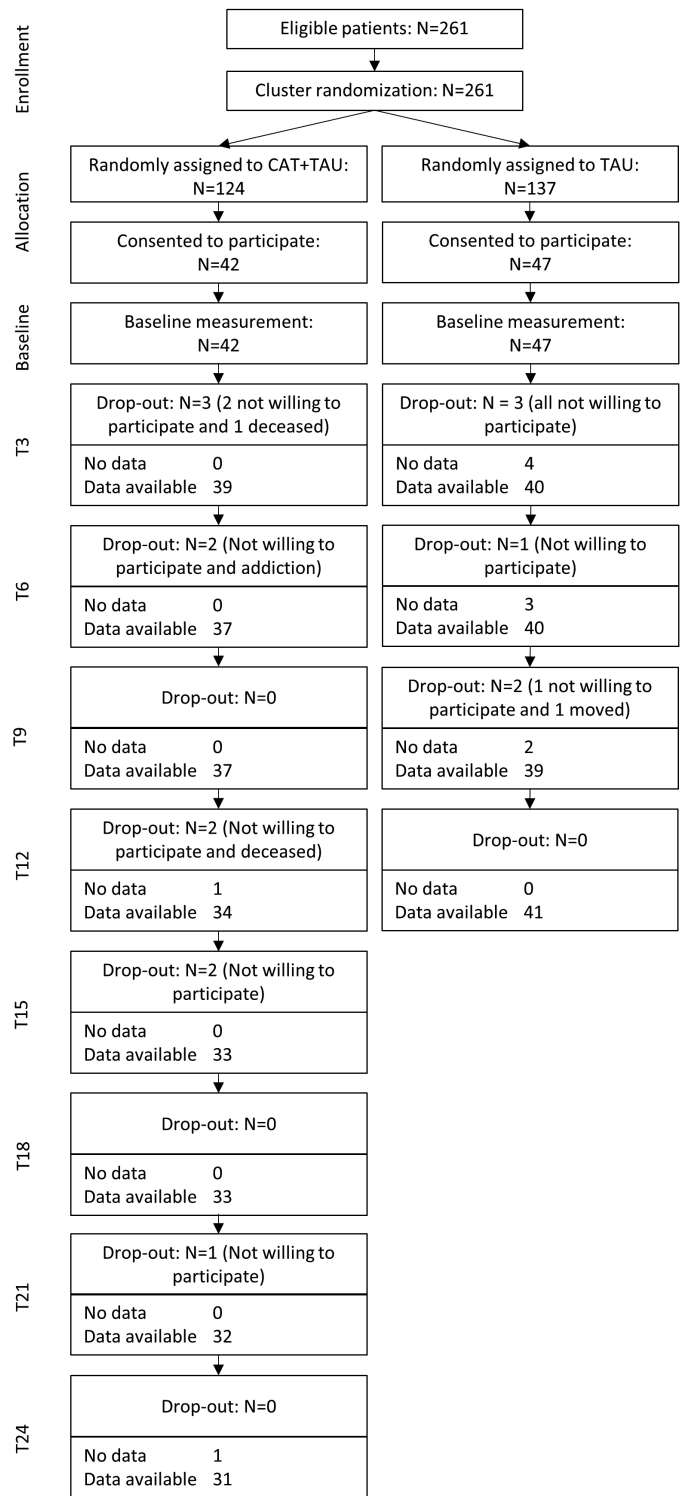 Enrollment
Eligible patients: N=261
Cluster randomization: N=261
Allocation
Randomly assigned to CAT+TAU:
N=124
Randomly assigned to TAU:
N=137
Consented to participate:
N=42
Consented to participate:
N=47
Baseline
Baseline measurement:
N=42
Baseline measurement:
N=47
T3
Drop-out: N=3 (2 not willing to
participate and 1 deceased)
No data 0
Data available 39
Drop-out: N = 3 (all not willing to
participate)
No data 4
Data available 40
T6
Drop-out: N=2 (Not willing to
participate and addiction)
No data 0
Data available 37
Drop-out: N=1 (Not willing to
participate)
No data 3
Data available 40
T9
Drop-out: N=0
No data 0
Data available 37
Drop-out: N=2 (1 not willing to
participate and 1 moved)
No data 2
Data available 39
T12
Drop-out: N=2 (Not willing to
participate and deceased)
No data 1
Data available 34
Drop-out: N=0
No data 0
Data available 41
T15
Drop-out: N=2 (Not willing to
participate)
No data 0
Data available 33
T18
Drop-out: N=0
No data 0
Data available 33
T21
Drop-out: N=1 (Not willing to
participate)
No data 0
Data available 32
T24
Drop-out: N=0
No data 1
Data available 31